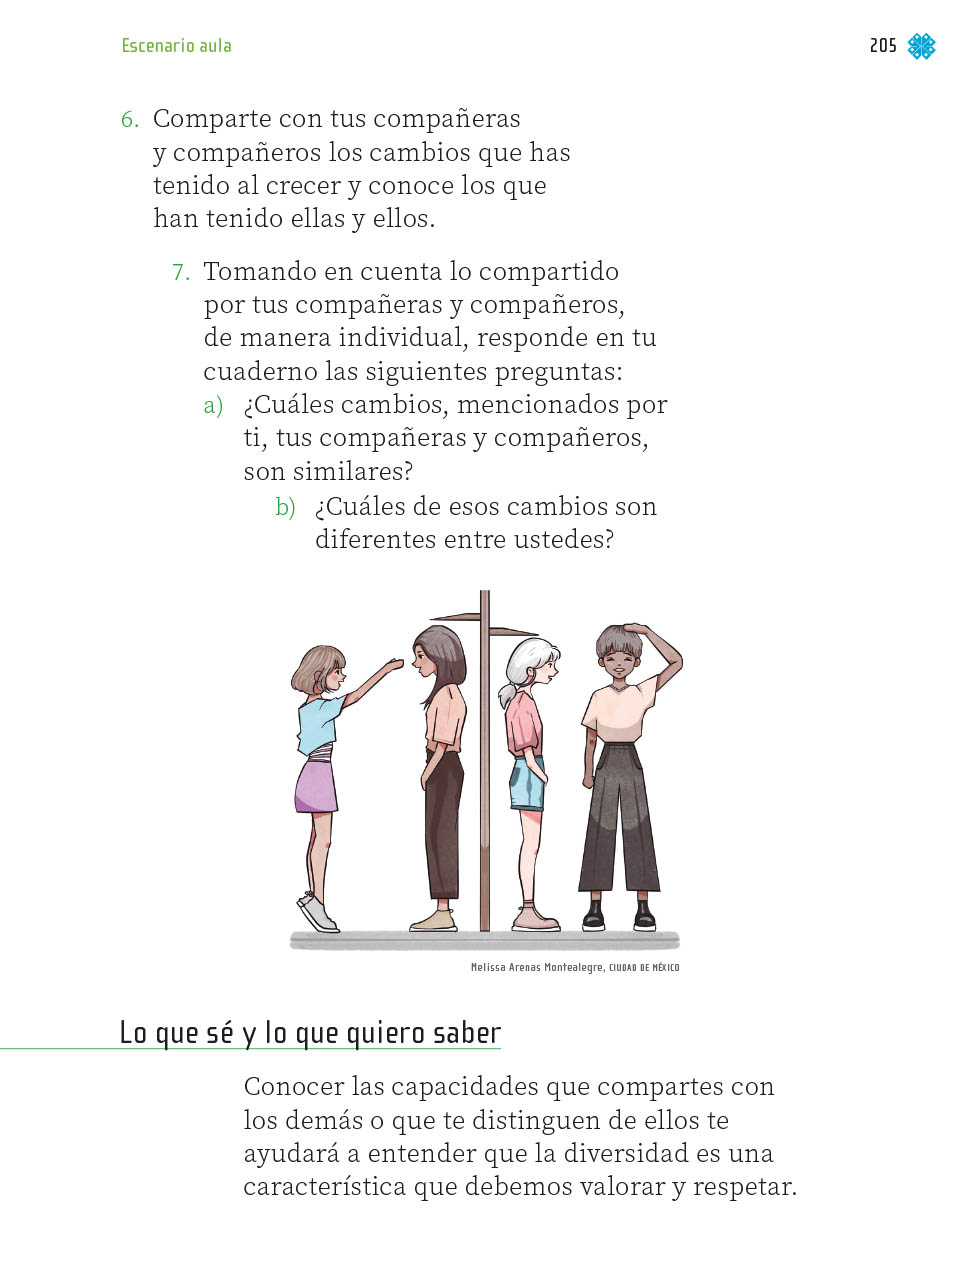 Escenario aula
205
6. Comparte con tus compañeras
y compañeros los cambios que has
tenido al crecer y conoce los que
han tenido ellas y ellos.
7. Tomando en cuenta lo compartido
por tus compañeras y compañeros,
de manera individual, responde en tu
cuaderno las siguientes preguntas:
a) ¿Cuáles cambios, mencionados por
ti, tus compañeras y compañeros,
son similares?
b) ¿Cuáles de esos cambios son
diferentes entre ustedes?
Melissa Arenas Montealegre, CIUDAD DE MÉXICO
Lo que sé y lo que quiero saber
Conocer las capacidades que compartes con
los demás o que te distinguen de ellos te
ayudará a entender que la diversidad es una
característica que debemos valorar y respetar.